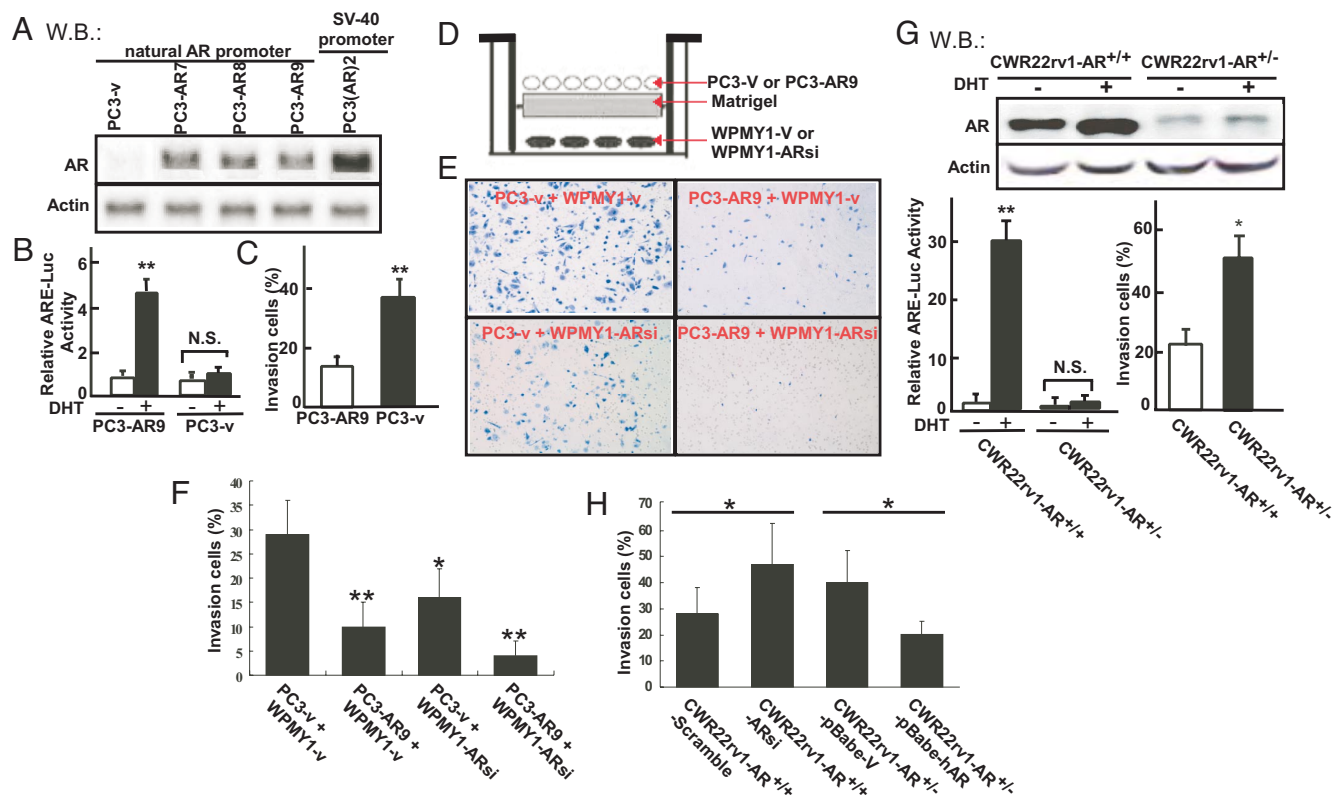 A W.B.:
natural AR promoter
SV-40
promoter
PC3-v
PC3-AR7
PC3-AR8
PC3-AR9
PC3(AR)2
AR
Actin
B
Relative ARE-Luc
Activity
6
4
2
0
**
N.S.
DHT - + - +
PC3-AR9 PC3-v
C
Invasion cells (%)
40
20
0
**
PC3-AR9 PC3-v
D
PC3-V or PC3-AR9
Matrigel
WPMY1-V or
WPMY1-ARsi
E
PC3-v + WPMY1-v
PC3-AR9 + WPMY1-v
PC3-v + WPMY1-ARsi
PC3-AR9 + WPMY1-ARsi
F
Invasion cells (%)
40
35
30
25
20
15
10
5
0
**
*
**
PC3-v +
WPMY1-v
PC3-AR9 +
WPMY1-v
PC3-v +
WPMY1-ARsi
PC3-AR9 +
WPMY1-ARsi
G W.B.:
CWR22rv1-AR+/+ CWR22rv1-AR+/-
DHT - + - +
AR
Actin
Relative ARE-Luc Activity
30
20
10
0
**
N.S.
DHT - + - +
CWR22rv1-AR+/+
CWR22rv1-AR+/-
Invasion cells (%)
60
40
20
0
*
CWR22rv1-AR+/+
CWR22rv1-AR+/-
H
Invasion cells (%)
70
60
50
40
30
20
10
0
*
*
CWR22rv1-AR+/+
-Scramble
CWR22rv1-AR+/+
-ARsi
CWR22rv1-AR+/-
-pBabe-V
CWR22rv1-AR+/-
-pBabe-hAR